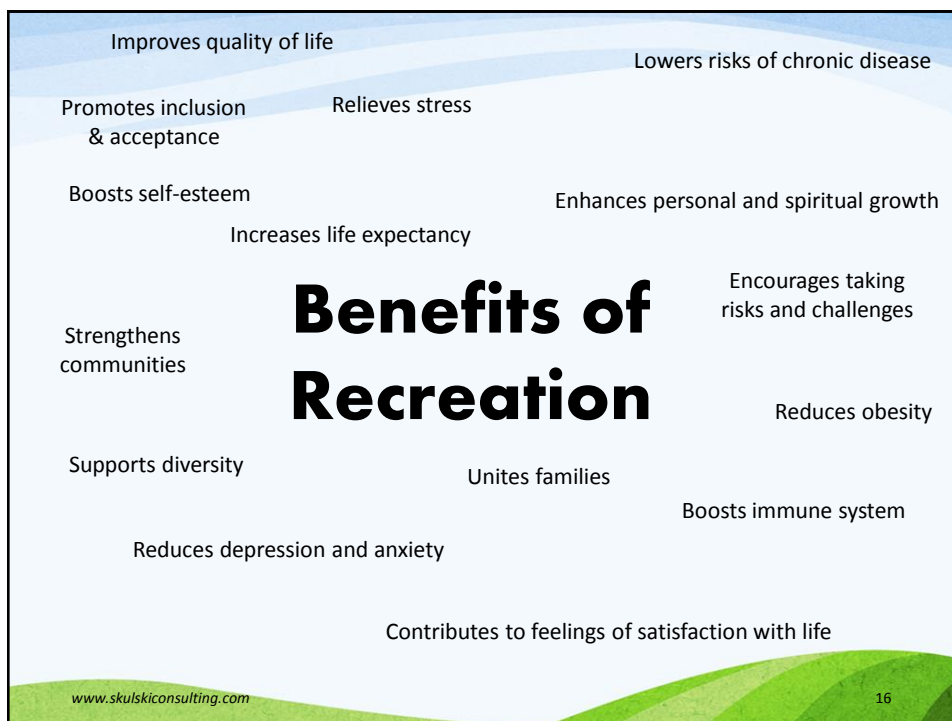 Improves quality of life
Lowers risks of chronic disease
Promotes inclusion
& acceptance
Relieves stress
Boosts self-esteem
Enhances personal and spiritual growth
Increases life expectancy
Encourages taking
risks and challenges
Benefits of
Recreation
Strengthens
communities
Reduces obesity
Supports diversity
Unites families
Boosts immune system
Reduces depression and anxiety
Contributes to feelings of satisfaction with life
www.skulskiconsulting.com
16